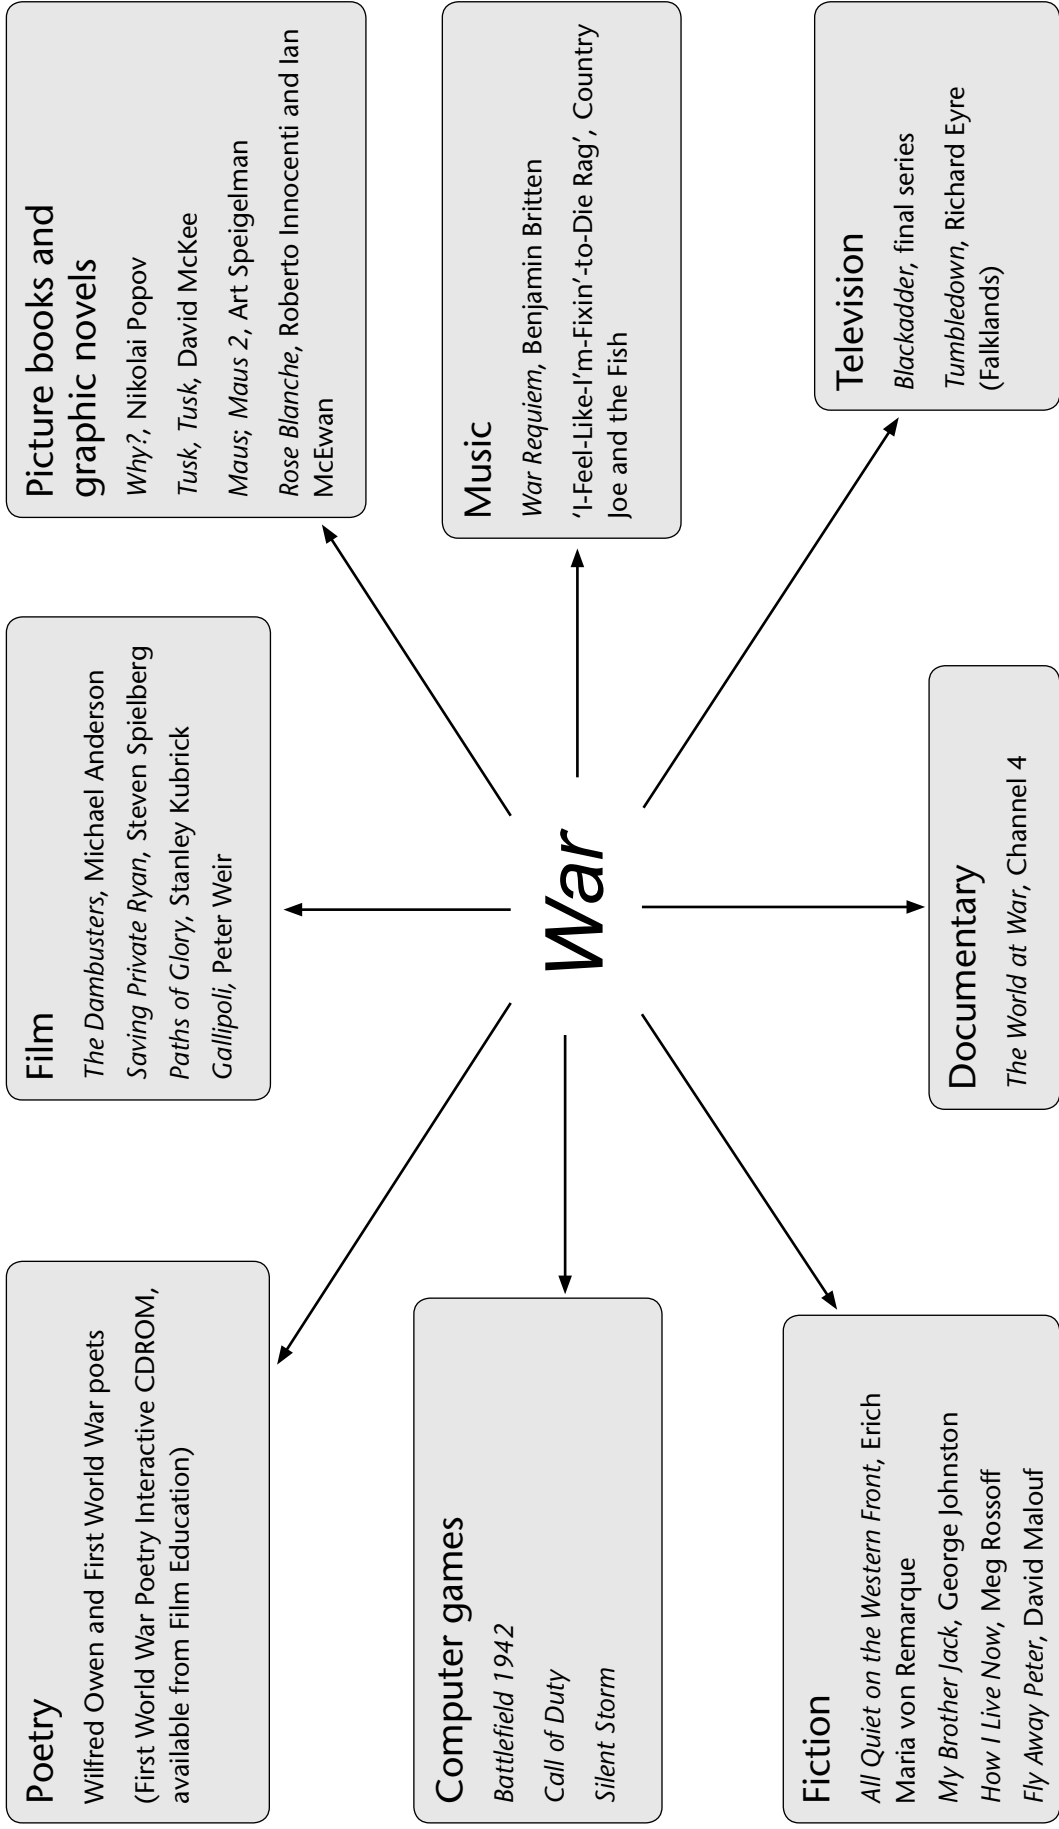 Poetry
Wilfred Owen and First World War poets
(First World War Poetry Interactive CDROM,
available from Film Education)
Film
The Dambusters, Michael Anderson
Saving Private Ryan, Steven Spielberg
Paths of Glory, Stanley Kubrick
Gallipoli, Peter Weir
Picture books and
graphic novels
Why?, Nikolai Popov
Tusk, Tusk, David McKee
Maus; Maus 2, Art Speigelman
Rose Blanche, Roberto Innocenti and Ian
McEwan
Computer games
Battlefield 1942
Call of Duty
Silent Storm
War
Music
War Requiem, Benjamin Britten
‘I-Feel-Like-I’m-Fixin’-to-Die Rag’, Country
Joe and the Fish
Fiction
All Quiet on the Western Front, Erich
Maria von Remarque
My Brother Jack, George Johnston
How I Live Now, Meg Rossoff
Fly Away Peter, David Malouf
Documentary
The World at War, Channel 4
Television
Blackadder, final series
Tumbledown, Richard Eyre
(Falklands)